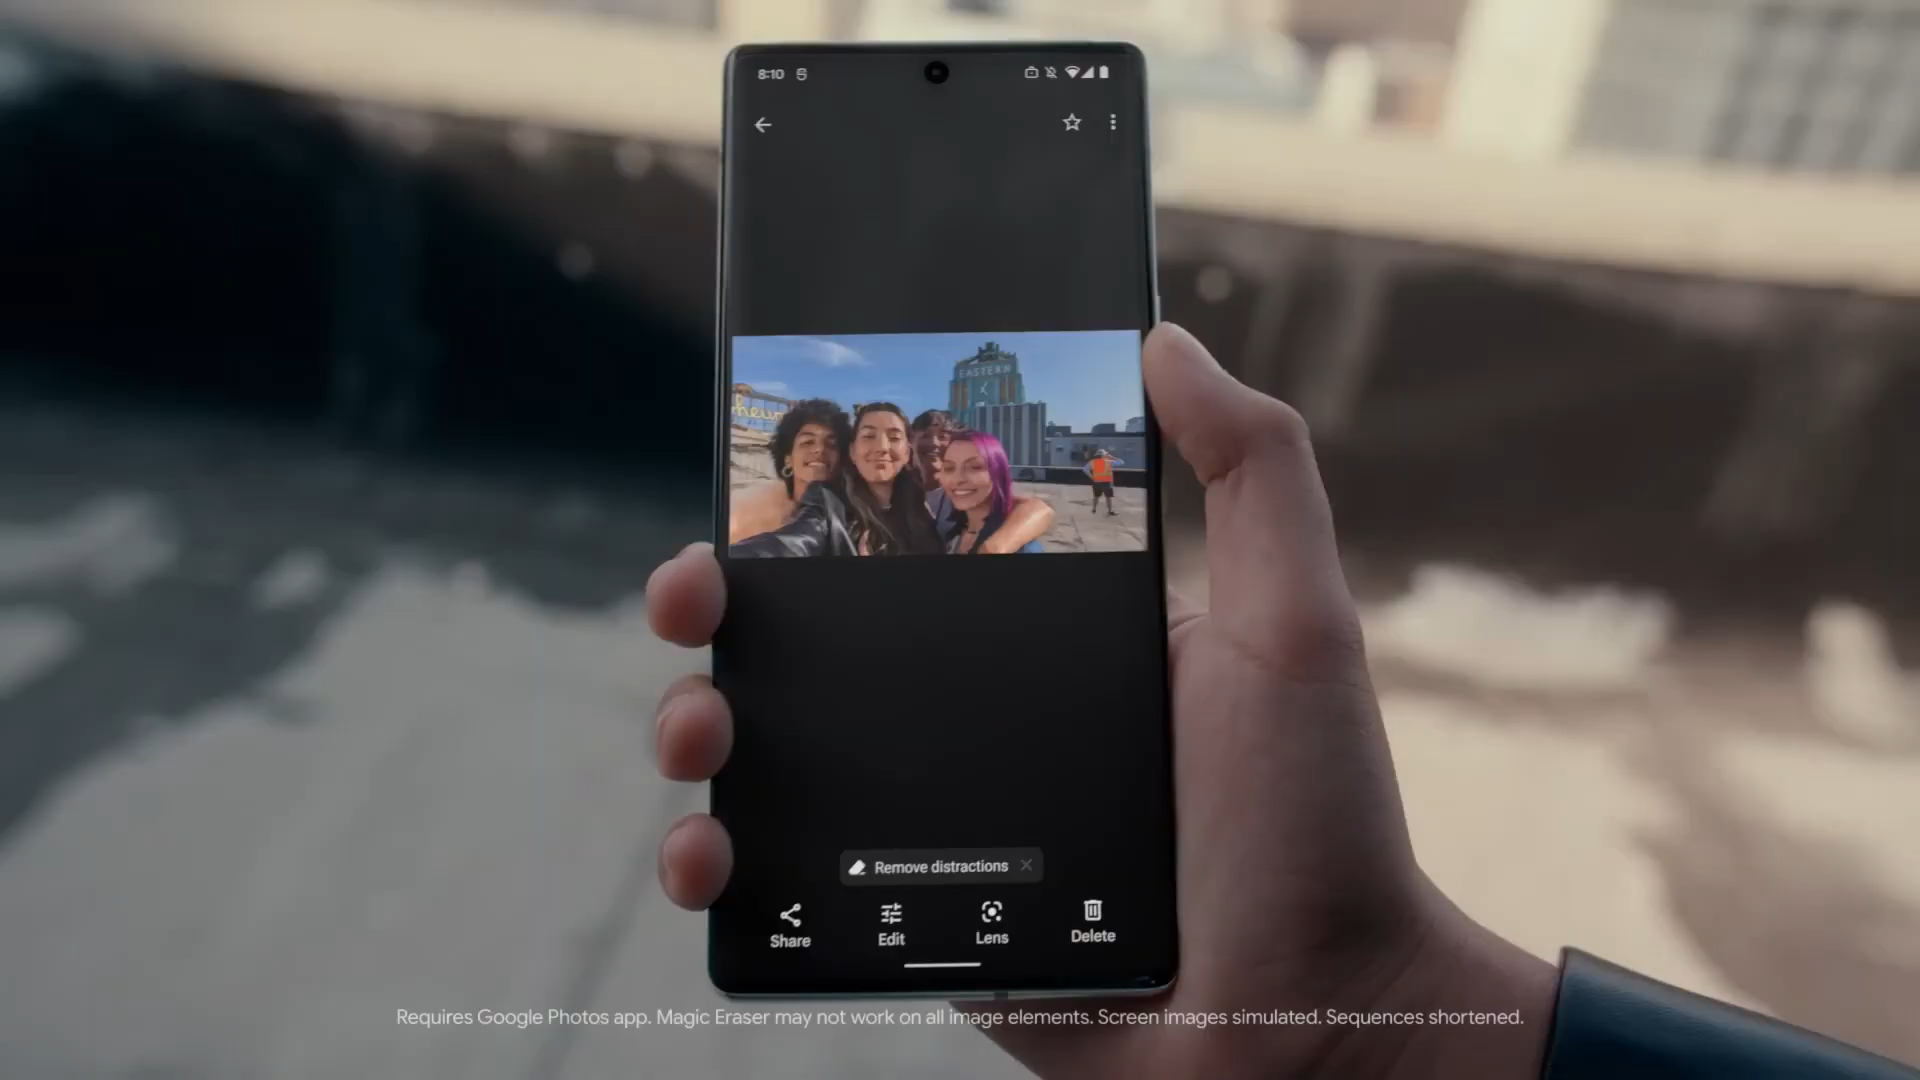 8:10
EASTERN
heum
Remove distractions
Share
Edit
Lens
Delete
Requires Google Photos app. Magic Eraser may not work on all image elements. Screen images simulated. Sequences shortened.